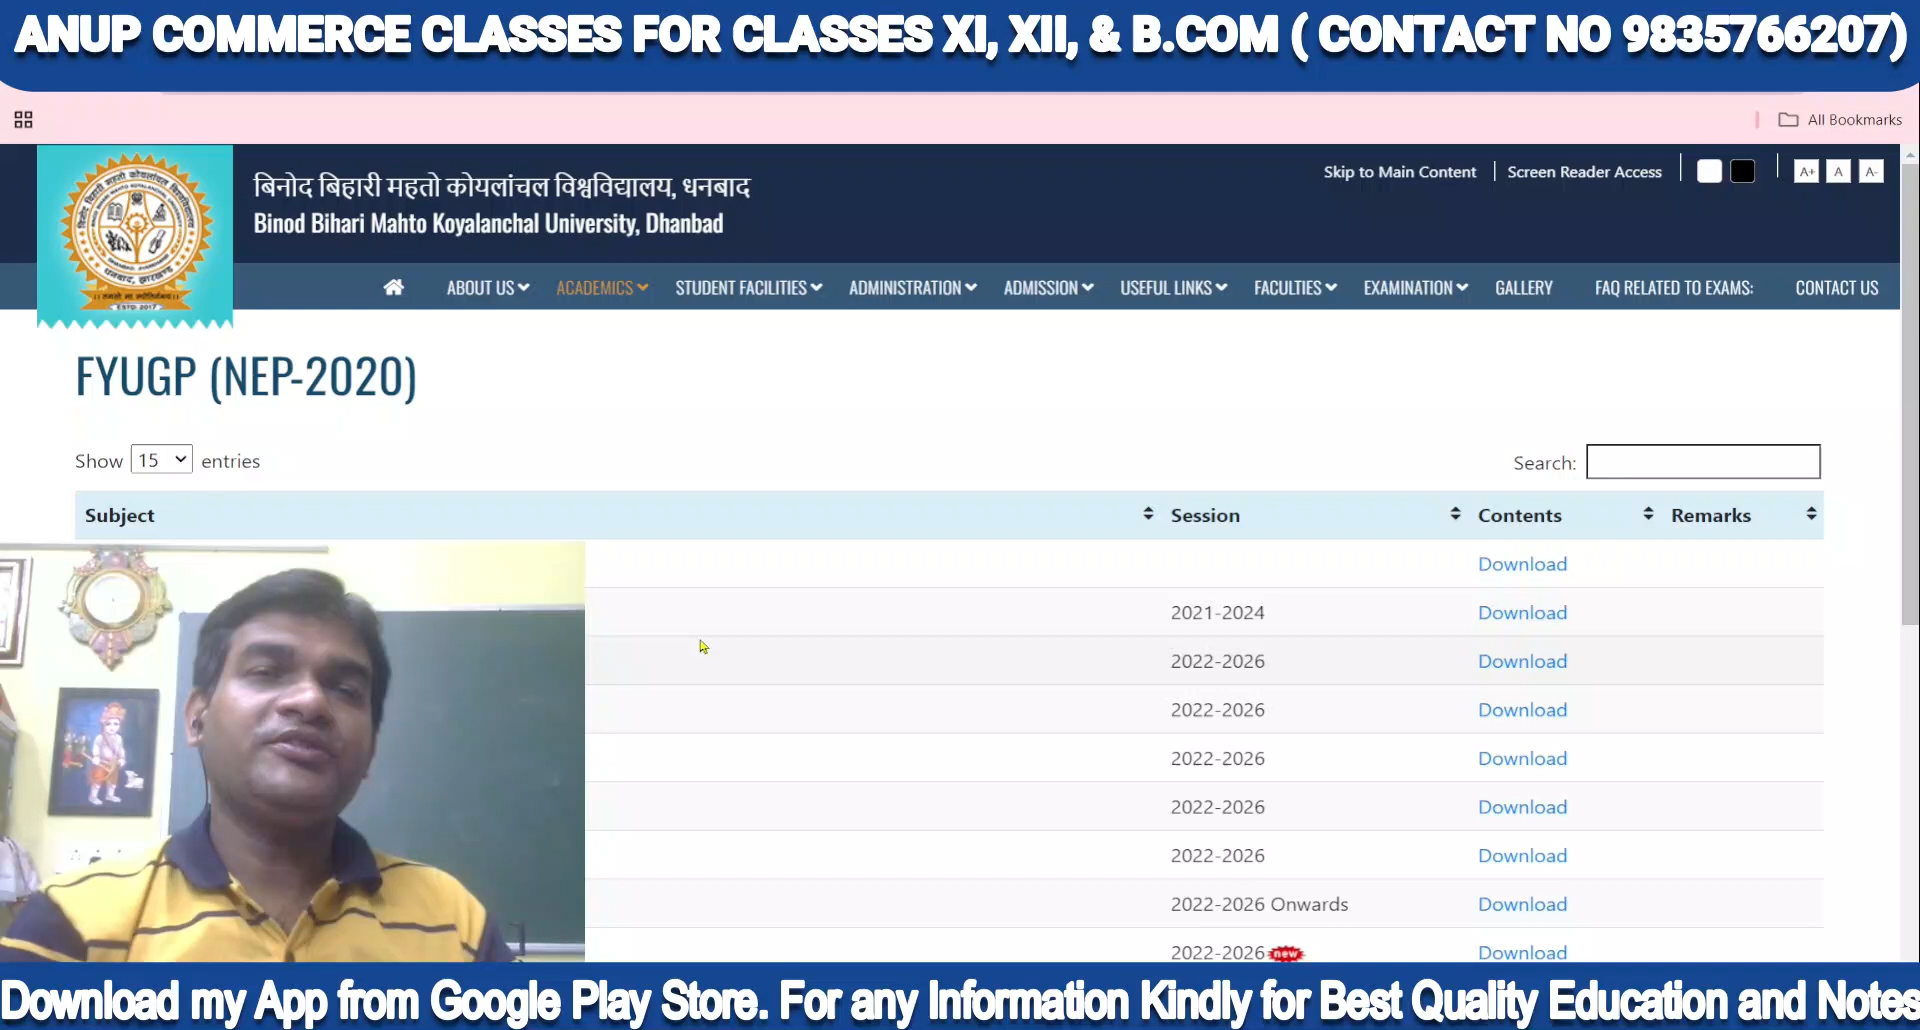 ANUP COMMERCE CLASSES FOR CLASSES XI, XII, & B.COM ( CONTACT NO 9835766207)
All Bookmarks
बिनोद बिहारी महतो कोयलांचल विश्वविद्यालय, धनबाद
Skip to Main Content Screen Reader Access A+ A A-
Binod Bihari Mahto Koyalanchal University, Dhanbad
ESTD: 2017
ABOUT US ACADEMICS STUDENT FACILITIES ADMINISTRATION ADMISSION USEFUL LINKS FACULTIES EXAMINATION GALLERY FAQ RELATED TO EXAMS: CONTACT US
FYUGP (NEP-2020)
Show 15 entries Search:
Subject Session Contents Remarks
Download
2021-2024 Download
2022-2026 Download
2022-2026 Download
2022-2026 Download
2022-2026 Download
2022-2026 Download
2022-2026 Onwards Download
2022-2026 new Download
Download my App from Google Play Store. For any Information Kindly for Best Quality Education and Notes